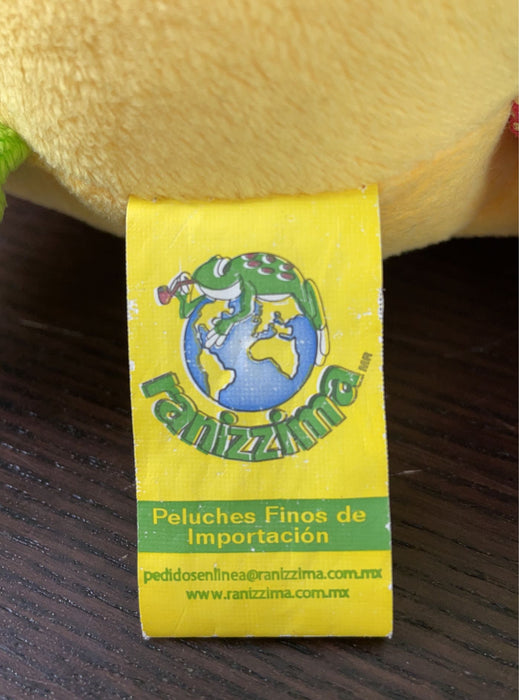 ranizzima MR
Peluches Finos de
Importación
pedidosenlinea@ranizzima.com.mx
www.ranizzima.com.mx